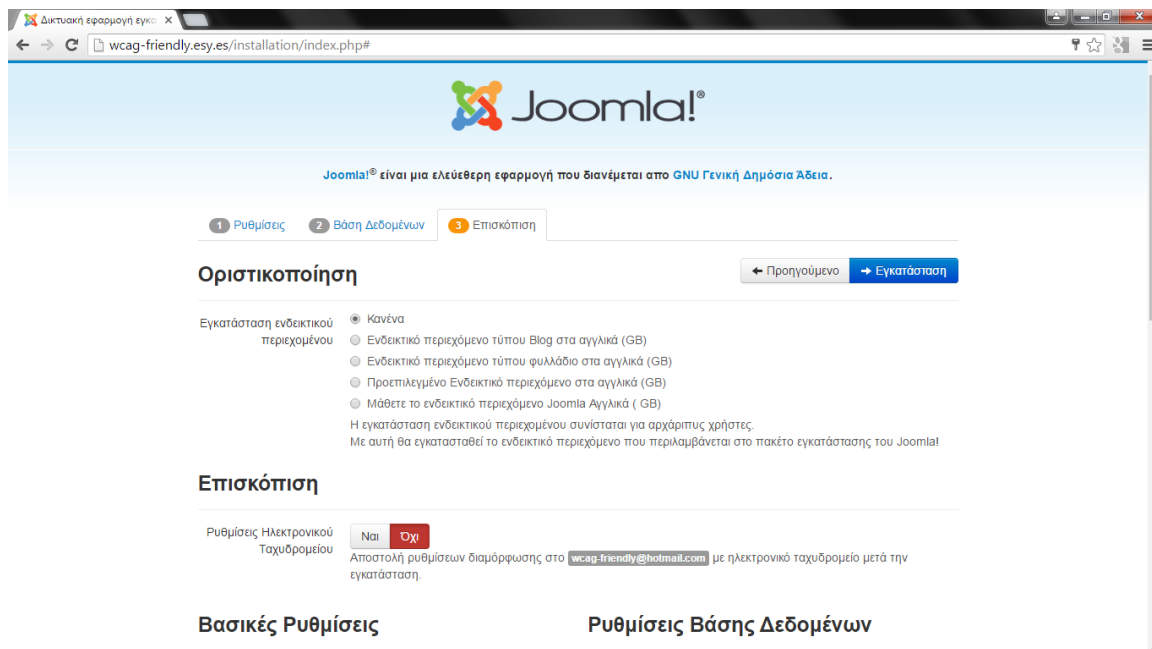 Δικτυακή εφαρμογή εγκα
wcag-friendly.esy.es/installation/index.php#
Joomla!®
Joomla!® είναι μια ελεύεθερη εφαρμογή που διανέμεται απο GNU Γενική Δημόσια Άδεια.
1 Ρυθμίσεις 2 Βάση Δεδομένων 3 Επισκόπιση
Οριστικοποίηση
Προηγούμενο Εγκατάσταση
Εγκατάσταση ενδεικτικού
περιεχομένου
Κανένα
Ενδεικτικό περιεχόμενο τύπου Blog στα αγγλικά (GB)
Ενδεικτικό περιεχόμενο τύπου φυλλάδιο στα αγγλικά (GB)
Προεπιλεγμένο Ενδεικτικό περιεχόμενο στα αγγλικά (GB)
Μάθετε το ενδεικτικό περιεχόμενο Joomla Αγγλικά ( GB)
Η εγκατάσταση ενδεικτικού περιεχομένου συνίσταται για αρχάριπυς χρήστες.
Με αυτή θα εγκατασταθεί το ενδεικτικό περιεχόμενο που περιλαμβάνεται στο πακέτο εγκατάστασης του Joomla!
Επισκόπιση
Ρυθμίσεις Ηλεκτρονικού
Ταχυδρομείου
Ναι Όχι
Αποστολή ρυθμίσεων διαμόρφωσης στο wcag-friendly@hotmail.com με ηλεκτρονικό ταχυδρομείο μετά την
εγκατάσταση.
Βασικές Ρυθμίσεις
Ρυθμίσεις Βάσης Δεδομένων